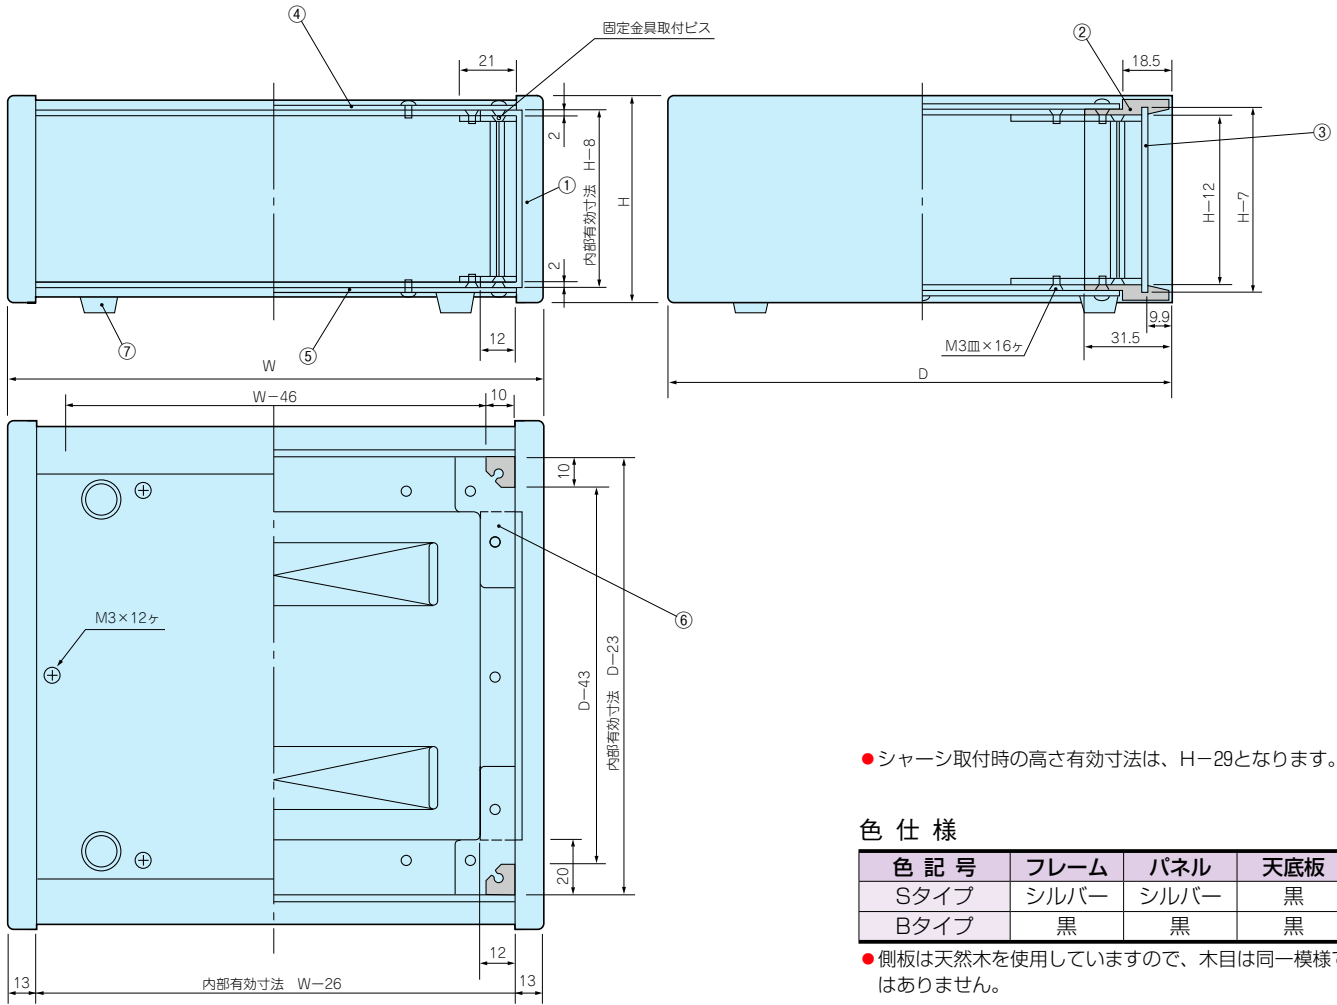 ④
固定金具取付ビス
②
21
18.5
③
2
内部有効寸法 H−8
①
H
H−12
H−7
2
⑦
⑤
12
M3皿×16ヶ
9.9
31.5
W
D
W−46
10
10
⑥
M3×12ヶ
D−43
内部有効寸法 D−23
20
12
13
内部有効寸法 W−26
13
●シャーシ取付時の高さ有効寸法は、H−29となります。
色仕様
色記号 フレーム パネル 天底板
Sタイプ シルバー シルバー 黒
Bタイプ 黒 黒 黒
●側板は天然木を使用していますので、木目は同一模様で
はありません。